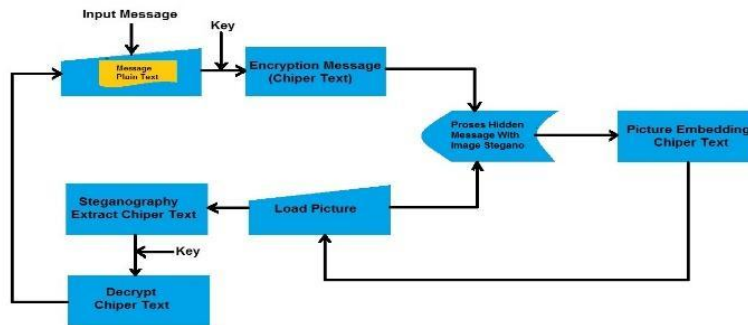 Input Message
Key
Message
Plain Text
Encryption Message
(Chiper Text)
Proses Hidden
Message With
Image Stegano
Picture Embedding
Chiper Text
Steganography
Extract Chiper Text
Load Picture
Key
Decrypt
Chiper Text